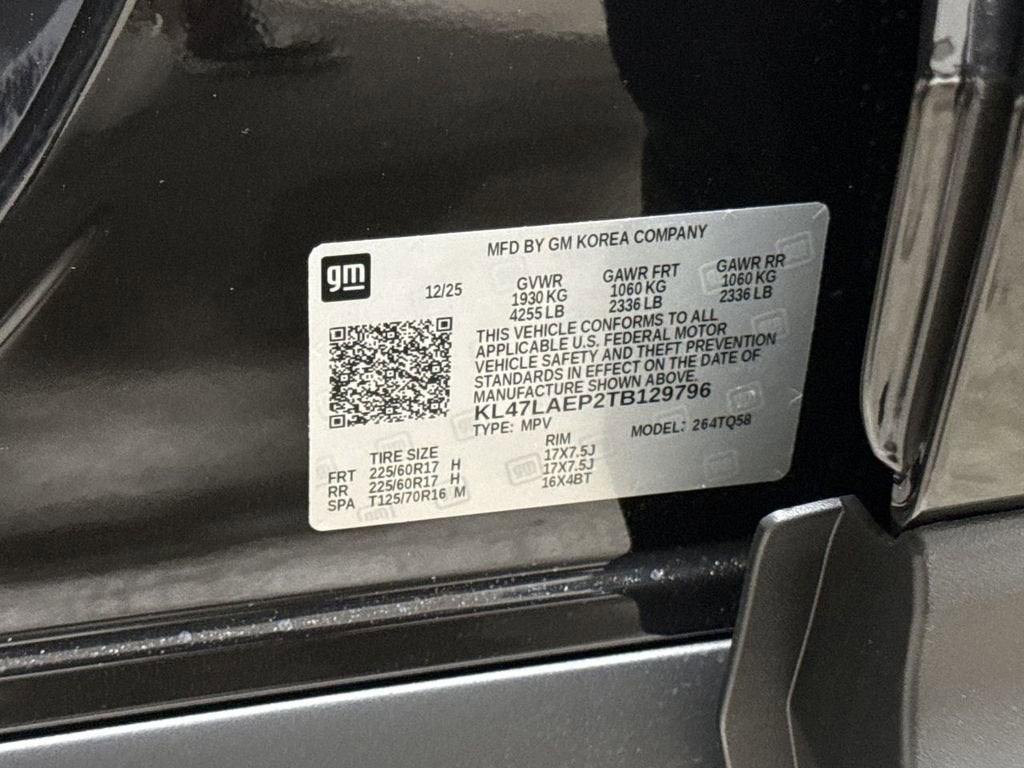 MFD BY GM KOREA COMPANY
gm
12/25
GVWR GAWR FRT GAWR RR
1930 KG 1060 KG 1060 KG
4255 LB 2336 LB 2336 LB
THIS VEHICLE CONFORMS TO ALL
APPLICABLE U.S. FEDERAL MOTOR
VEHICLE SAFETY AND THEFT PREVENTION
STANDARDS IN EFFECT ON THE DATE OF
MANUFACTURE SHOWN ABOVE.
KL47LAEP2TB129796
TYPE: MPV MODEL: 264TQ58
TIRE SIZE RIM
FRT 225/60R17 H 17X7.5J
RR 225/60R17 H 17X7.5J
SPA T125/70R16 M 16X4BT